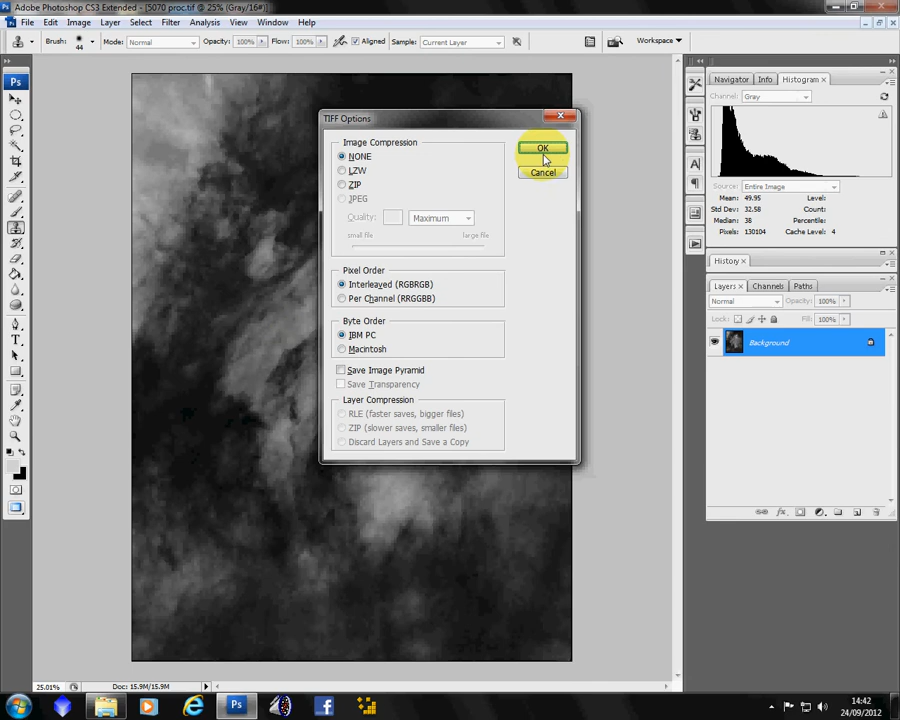 Adobe Photoshop CS3 Extended - [5070 proc.tif @ 25% (Gray/16#)]
File Edit Image Layer Select Filter Analysis View Window Help
Brush: 44 Mode: Normal Opacity: 100% Flow: 100% Aligned Sample: Current Layer Workspace
Ps
T
TIFF Options
Image Compression
NONE
LZW
ZIP
JPEG
Quality: Maximum
small file large file
Pixel Order
Interleaved (RGBRGB)
Per Channel (RRGGBB)
Byte Order
IBM PC
Macintosh
Save Image Pyramid
Save Transparency
Layer Compression
RLE (faster saves, bigger files)
ZIP (slower saves, smaller files)
Discard Layers and Save a Copy
OK
Cancel
Navigator Info Histogram
Channel: Gray
Source: Entire Image
Mean: 49.95 Level:
Std Dev: 32.58 Count:
Median: 38 Percentile:
Pixels: 130104 Cache Level: 4
History
Layers Channels Paths
Normal Opacity: 100%
Lock: Fill: 100%
Background
fx
25.01% Doc: 15.9M/15.9M
Ps
14:42
24/09/2012